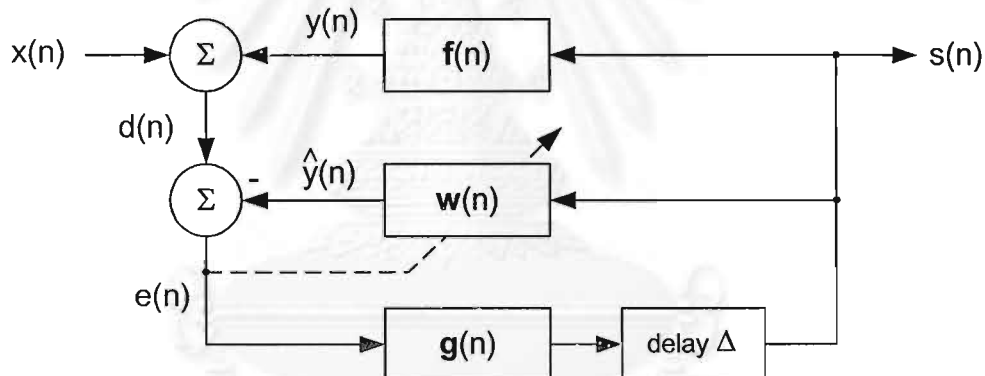 x(n)
Σ
y(n)
f(n)
s(n)
d(n)
Σ
-
ŷ(n)
w(n)
e(n)
g(n)
delay Δ